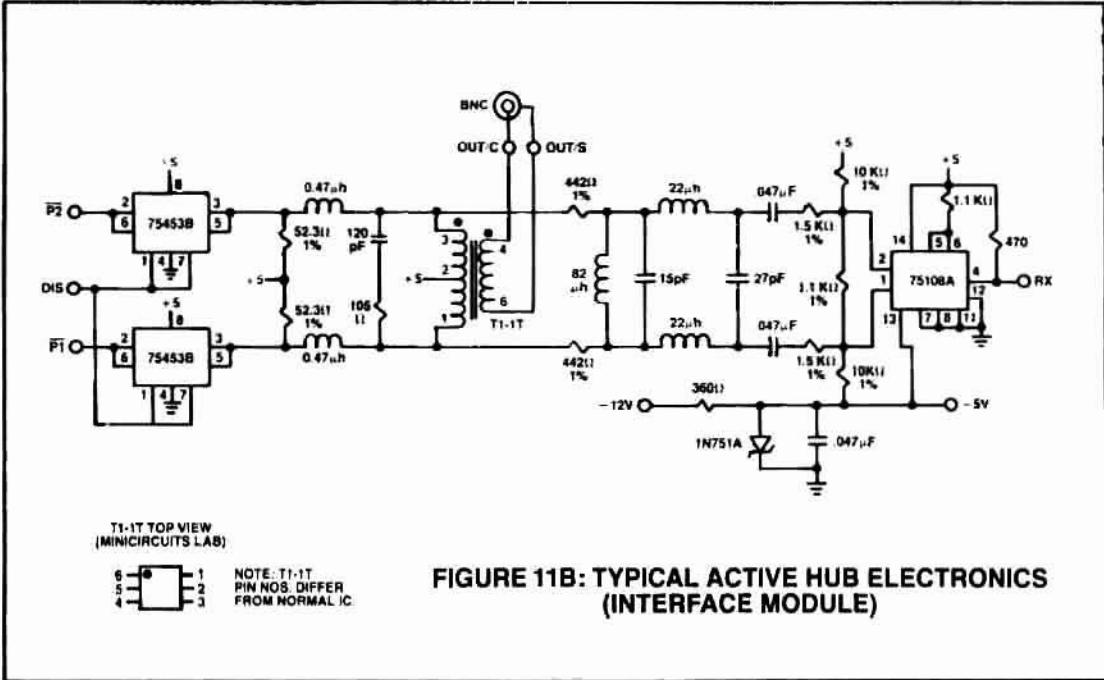 BNC
OUT/C
OUT/S
+5
8
P2
2
6
75453B
3
5
1 4 7
DIS
+5
8
P1
2
6
75453B
3
5
1 4 7
0.47μh
52.3Ω
1%
+5
52.3Ω
1%
0.47μh
120
pF
105
Ω
+5
3
2
1
4
6
T1-1T
442Ω
1%
442Ω
1%
82
μh
22μh
15pF
22μh
27pF
.047μF
.047μF
1.5 KΩ
1%
1.5 KΩ
1%
+5
10 KΩ
1%
1.1 KΩ
1%
10KΩ
1%
+5
1.1 KΩ
470
14
5
6
2
1
13
75108A
4
12
7 8 11
RX
-12V
360Ω
-5V
1N751A
.047μF
T1-1T TOP VIEW
(MINICIRCUITS LAB)
6
5
4
1
2
3
NOTE: T1-1T
PIN NOS. DIFFER
FROM NORMAL IC.
FIGURE 11B: TYPICAL ACTIVE HUB ELECTRONICS
(INTERFACE MODULE)